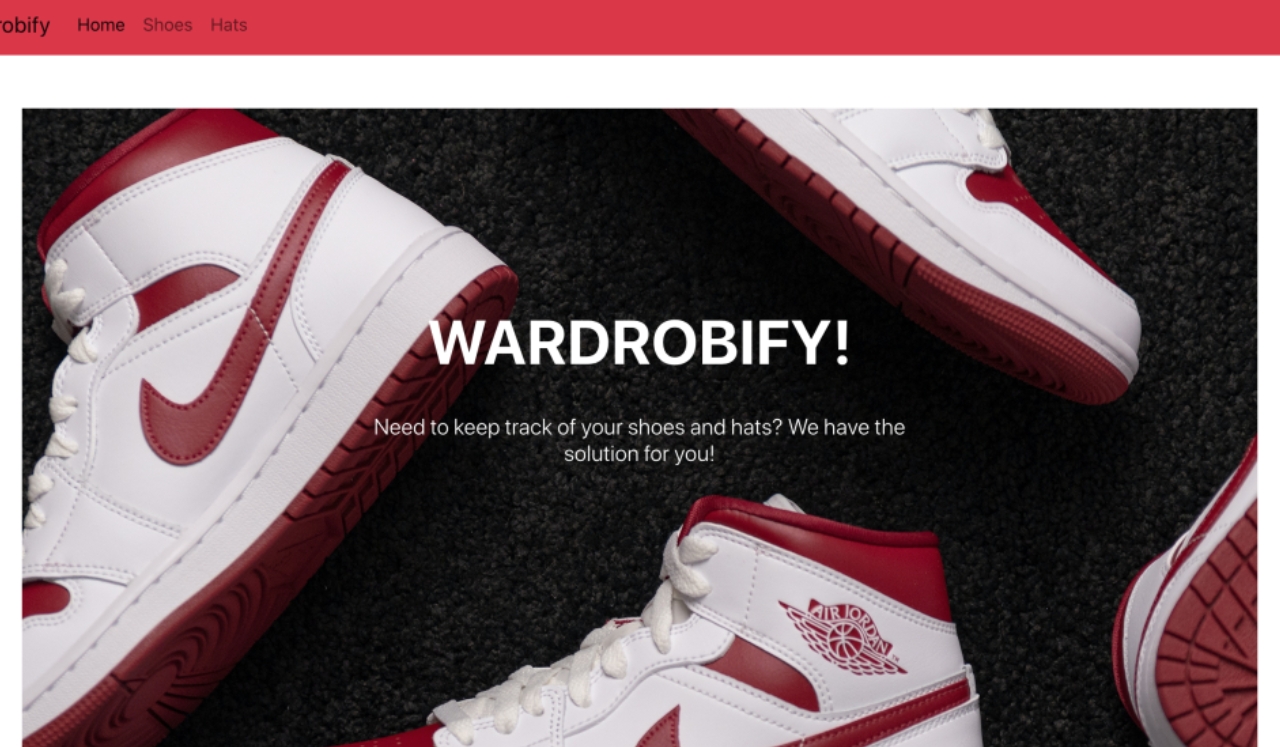 robify Home Shoes Hats
WARDROBIFY!
Need to keep track of your shoes and hats? We have the
solution for you!
AIR JORDAN